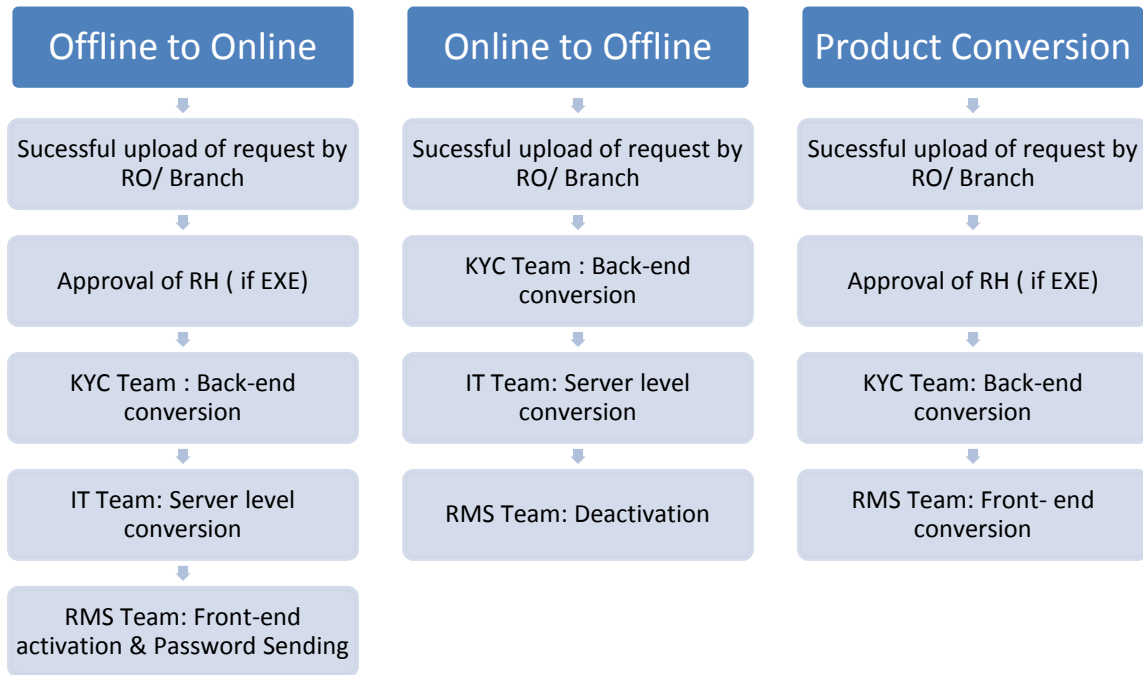 Offline to Online
Sucessful upload of request by
RO/ Branch
Approval of RH ( if EXE)
KYC Team : Back-end
conversion
IT Team: Server level
conversion
RMS Team: Front-end
activation & Password Sending
Online to Offline
Sucessful upload of request by
RO/ Branch
KYC Team : Back-end
conversion
IT Team: Server level
conversion
RMS Team: Deactivation
Product Conversion
Sucessful upload of request by
RO/ Branch
Approval of RH ( if EXE)
KYC Team: Back-end
conversion
RMS Team: Front- end
conversion